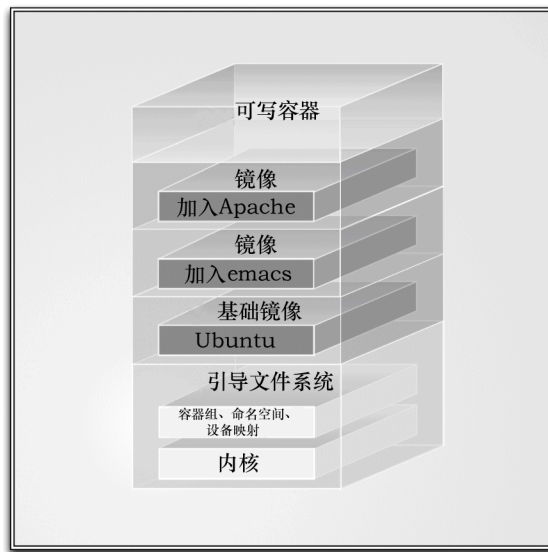 可写容器
镜像
加入Apache
镜像
加入emacs
基础镜像
Ubuntu
引导文件系统
容器组、命名空间、
设备映射
内核